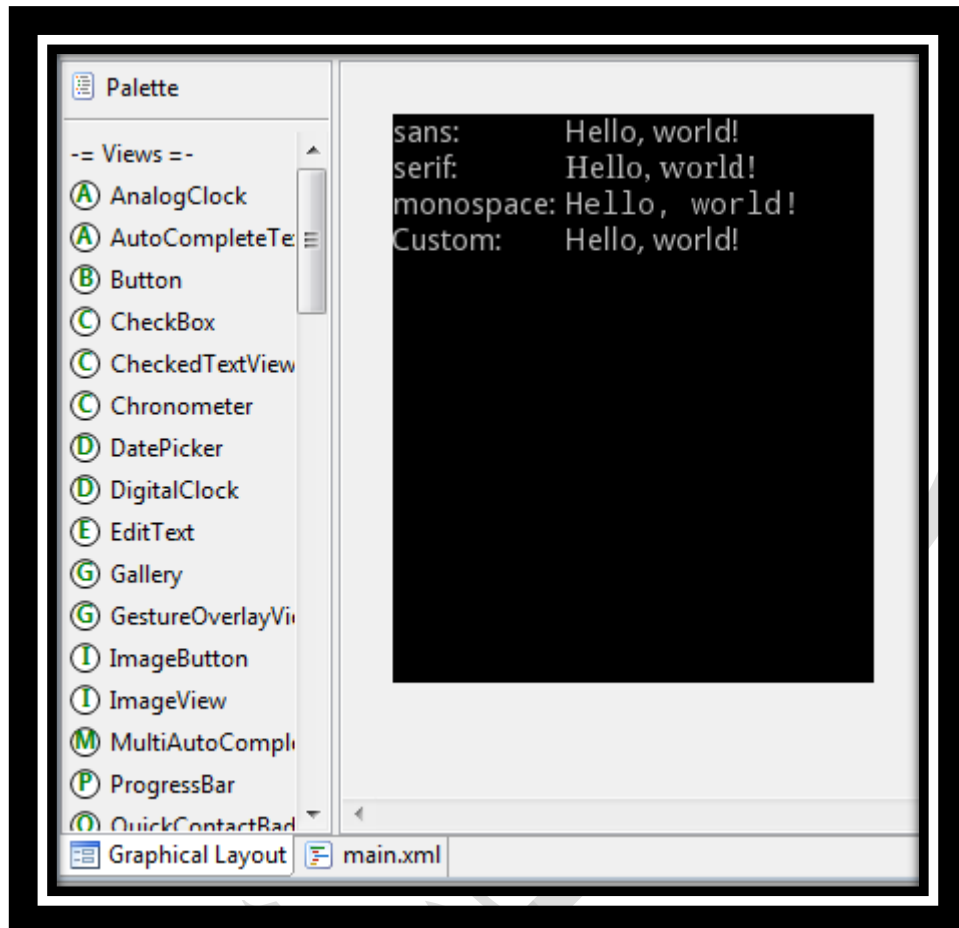 Palette
-= Views =-
A AnalogClock
A AutoCompleteTe
B Button
C CheckBox
C CheckedTextView
C Chronometer
D DatePicker
D DigitalClock
E EditText
G Gallery
G GestureOverlayVi
I ImageButton
I ImageView
M MultiAutoCompl
P ProgressBar
Q QuickContactBad
sans: Hello, world!
serif: Hello, world!
monospace: Hello, world!
Custom: Hello, world!
Graphical Layout main.xml